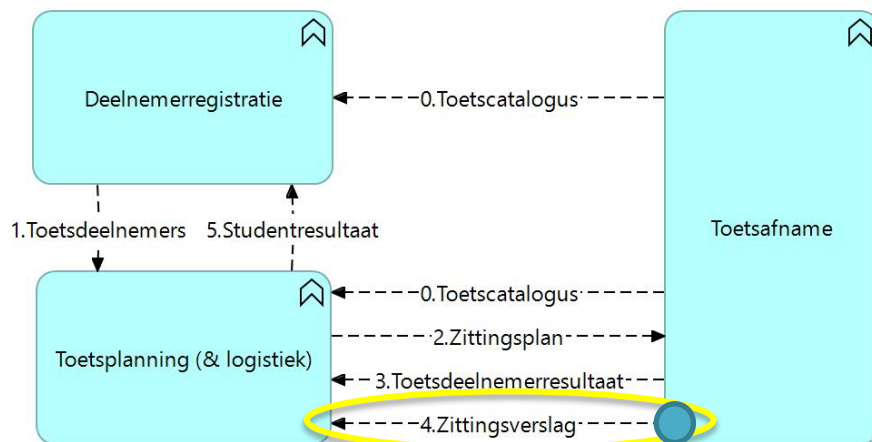 Deelnemerregistratie
0.Toetscatalogus
1.Toetsdeelnemers
5.Studentresultaat
Toetsafname
0.Toetscatalogus
Toetsplanning (& logistiek)
2.Zittingsplan
3.Toetsdeelnemerresultaat
4.Zittingsverslag